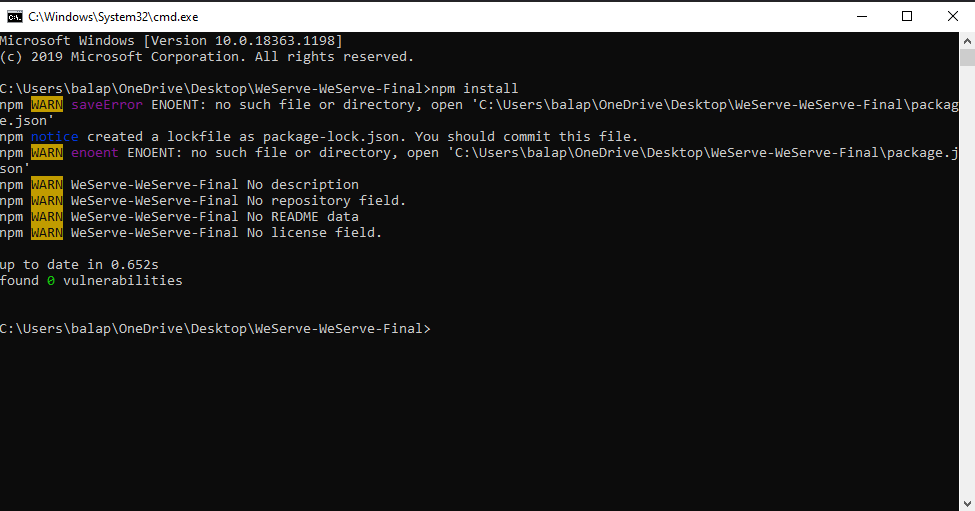 C:\Windows\System32\cmd.exe
Microsoft Windows [Version 10.0.18363.1198]
(c) 2019 Microsoft Corporation. All rights reserved.
C:\Users\balap\OneDrive\Desktop\WeServe-WeServe-Final>npm install
npm WARN saveError ENOENT: no such file or directory, open 'C:\Users\balap\OneDrive\Desktop\WeServe-WeServe-Final\packag
e.json'
npm notice created a lockfile as package-lock.json. You should commit this file.
npm WARN enoent ENOENT: no such file or directory, open 'C:\Users\balap\OneDrive\Desktop\WeServe-WeServe-Final\package.j
son'
npm WARN WeServe-WeServe-Final No description
npm WARN WeServe-WeServe-Final No repository field.
npm WARN WeServe-WeServe-Final No README data
npm WARN WeServe-WeServe-Final No license field.
up to date in 0.652s
found 0 vulnerabilities
C:\Users\balap\OneDrive\Desktop\WeServe-WeServe-Final>